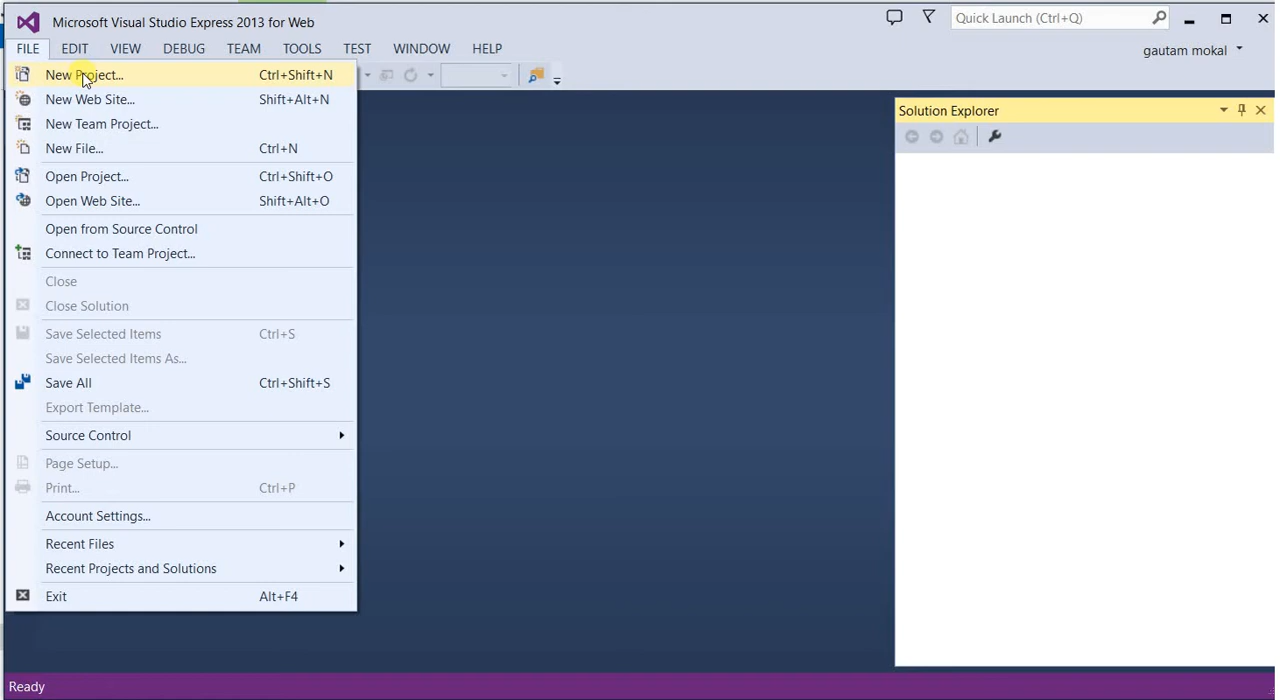 Microsoft Visual Studio Express 2013 for Web
Quick Launch (Ctrl+Q)
FILE EDIT VIEW DEBUG TEAM TOOLS TEST WINDOW HELP
gautam mokal
New Project... Ctrl+Shift+N
New Web Site... Shift+Alt+N
New Team Project...
New File... Ctrl+N
Open Project... Ctrl+Shift+O
Open Web Site... Shift+Alt+O
Open from Source Control
Connect to Team Project...
Close
Close Solution
Save Selected Items Ctrl+S
Save Selected Items As...
Save All Ctrl+Shift+S
Export Template...
Source Control
Page Setup...
Print... Ctrl+P
Account Settings...
Recent Files
Recent Projects and Solutions
Exit Alt+F4
Solution Explorer
Ready